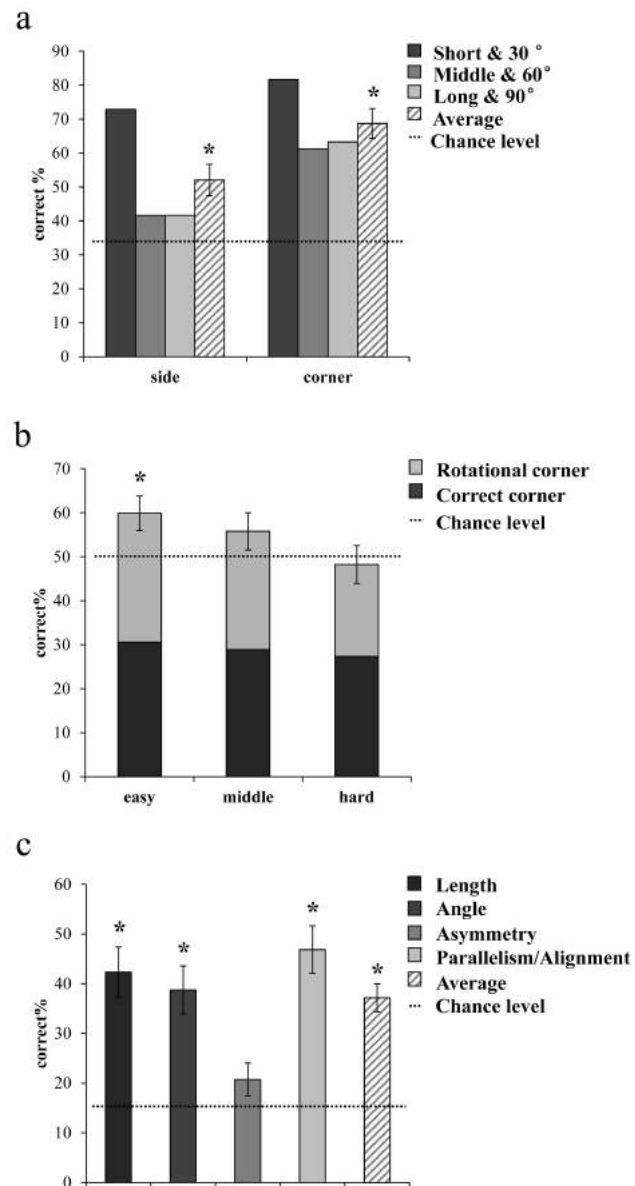 a
90
80
70
60
50
40
30
20
10
0
correct %
*
*
side
corner
Short & 30 °
Middle & 60°
Long & 90°
Average
Chance level
b
70
60
50
40
30
20
10
0
correct%
*
easy
middle
hard
Rotational corner
Correct corner
Chance level
c
60
50
40
30
20
10
0
correct%
*
*
*
*
Length
Angle
Asymmetry
Parallelism/Alignment
Average
Chance level